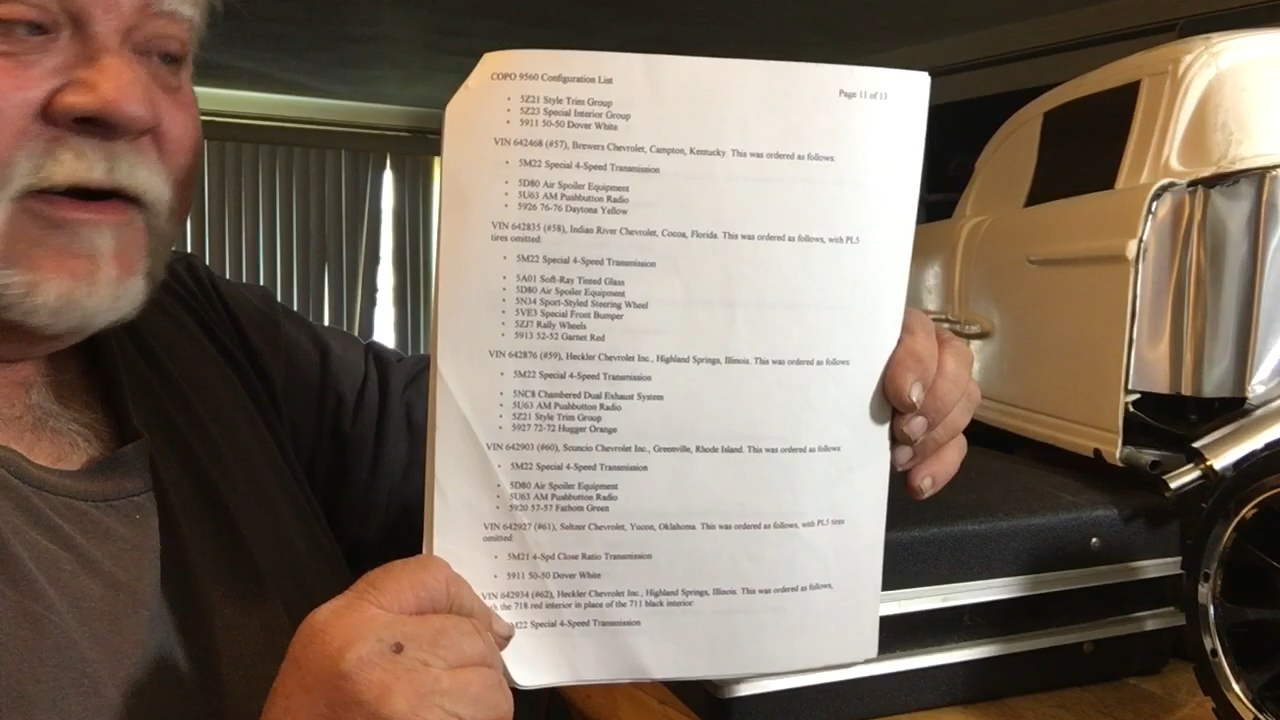 COPO 9560 Configuration List
Page 11 of 13
• 5Z21 Style Trim Group
• 5Z23 Special Interior Group
• 5911 50-50 Dover White
VIN 642468 (#57), Brewers Chevrolet, Campton, Kentucky. This was ordered as follows:
• 5M22 Special 4-Speed Transmission
• 5D80 Air Spoiler Equipment
• 5U63 AM Pushbutton Radio
• 5926 76-76 Daytona Yellow
VIN 642835 (#58), Indian River Chevrolet, Cocoa, Florida. This was ordered as follows, with PL5
tires omitted:
• 5M22 Special 4-Speed Transmission
• 5A01 Soft-Ray Tinted Glass
• 5D80 Air Spoiler Equipment
• 5N34 Sport-Styled Steering Wheel
• 5VE3 Special Front Bumper
• 5ZJ7 Rally Wheels
• 5913 52-52 Garnet Red
VIN 642876 (#59), Heckler Chevrolet Inc., Highland Springs, Illinois. This was ordered as follows:
• 5M22 Special 4-Speed Transmission
• 5NC8 Chambered Dual Exhaust System
• 5U63 AM Pushbutton Radio
• 5Z21 Style Trim Group
• 5927 72-72 Hugger Orange
VIN 642903 (#60), Scuncio Chevrolet Inc., Greenville, Rhode Island. This was ordered as follows:
• 5M22 Special 4-Speed Transmission
• 5D80 Air Spoiler Equipment
• 5U63 AM Pushbutton Radio
• 5920 57-57 Fathom Green
VIN 642927 (#61), Seltzer Chevrolet, Yucon, Oklahoma. This was ordered as follows, with PL5 tires
omitted:
• 5M21 4-Spd Close Ratio Transmission
• 5911 50-50 Dover White
VIN 642934 (#62), Heckler Chevrolet Inc., Highland Springs, Illinois. This was ordered as follows,
the 718 red interior in place of the 711 black interior:
Special 4-Speed Transmission